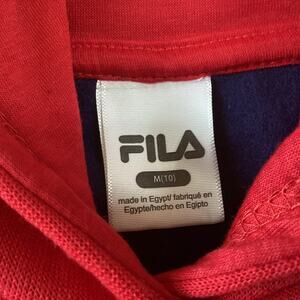 FILA
M(10)
made in Egypt/ fabriqué en
Egypte/hecho en Egipto